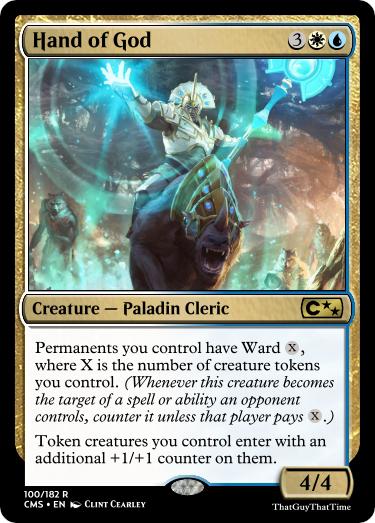 Hand of God 3
Creature — Paladin Cleric C
Permanents you control have Ward X,
where X is the number of creature tokens
you control. (Whenever this creature becomes
the target of a spell or ability an opponent
controls, counter it unless that player pays X.)
Token creatures you control enter with an
additional +1/+1 counter on them.
4/4
100/182 R
CMS • EN Clint Cearley
ThatGuyThatTime